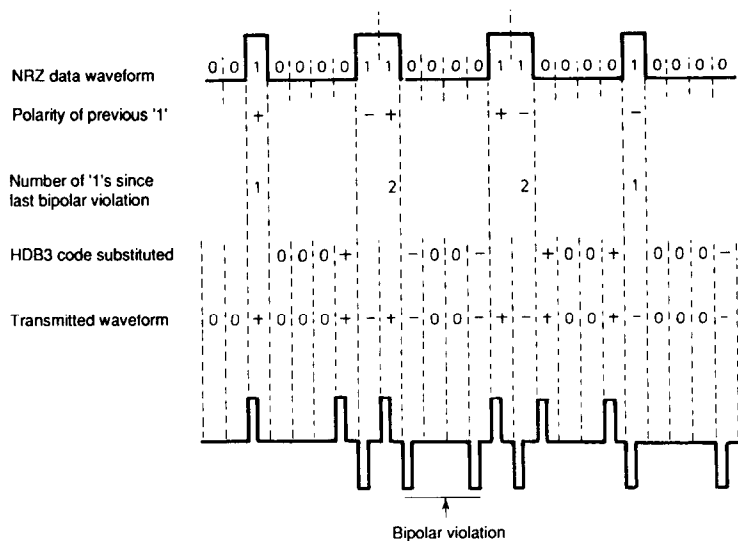 NRZ data waveform 0 0 1 0 0 0 0 1 1 0 0 0 0 1 1 0 0 0 0 1 0 0 0 0
Polarity of previous '1' + − + + − −
Number of '1's since
last bipolar violation 1 2 2 1
HDB3 code substituted 0 0 0 + − 0 0 − + 0 0 + 0 0 0 −
Transmitted waveform 0 0 + 0 0 0 + − + − 0 0 − + − + 0 0 + − 0 0 0 −
Bipolar violation